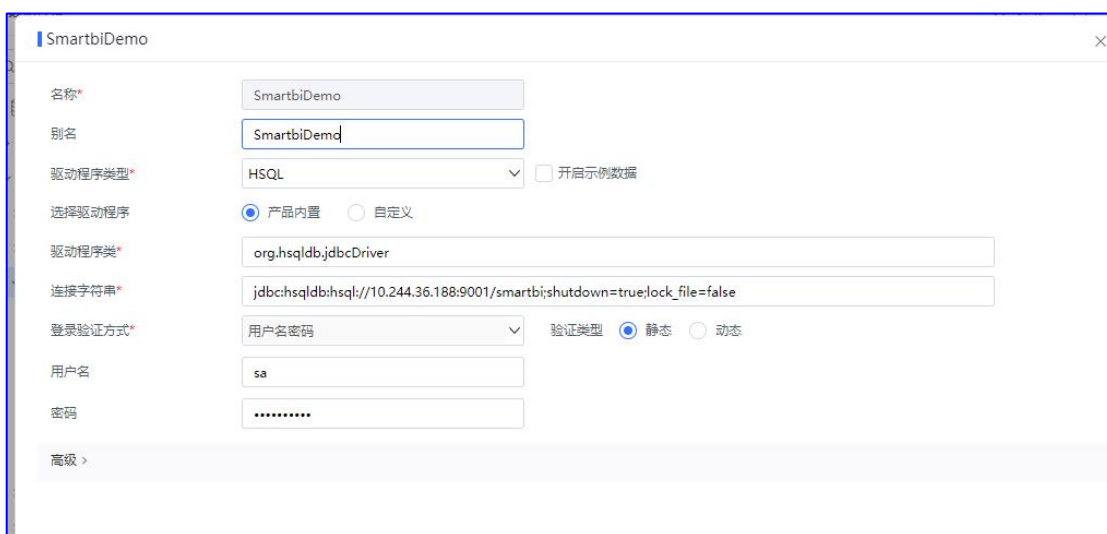 SmartbiDemo
名称* SmartbiDemo
别名 SmartbiDemo
驱动程序类型* HSQL 开启示例数据
选择驱动程序 产品内置 自定义
驱动程序类* org.hsqldb.jdbcDriver
连接字符串* jdbc:hsqldb:hsql://10.244.36.188:9001/smartbi;shutdown=true;lock_file=false
登录验证方式* 用户名密码 验证类型 静态 动态
用户名 sa
密码 ••••••••••
高级 >